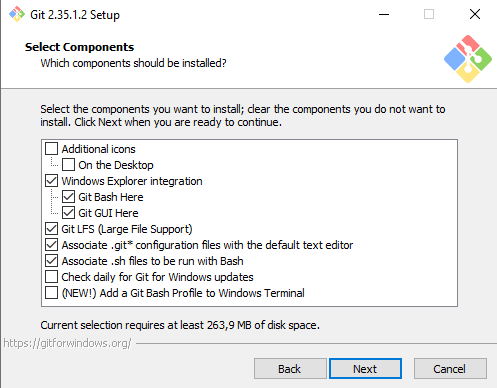 Git 2.35.1.2 Setup
Select Components
Which components should be installed?
Select the components you want to install; clear the components you do not want to
install. Click Next when you are ready to continue.
Additional icons
On the Desktop
Windows Explorer integration
Git Bash Here
Git GUI Here
Git LFS (Large File Support)
Associate .git* configuration files with the default text editor
Associate .sh files to be run with Bash
Check daily for Git for Windows updates
(NEW!) Add a Git Bash Profile to Windows Terminal
Current selection requires at least 263,9 MB of disk space.
https://gitforwindows.org/
Back
Next
Cancel